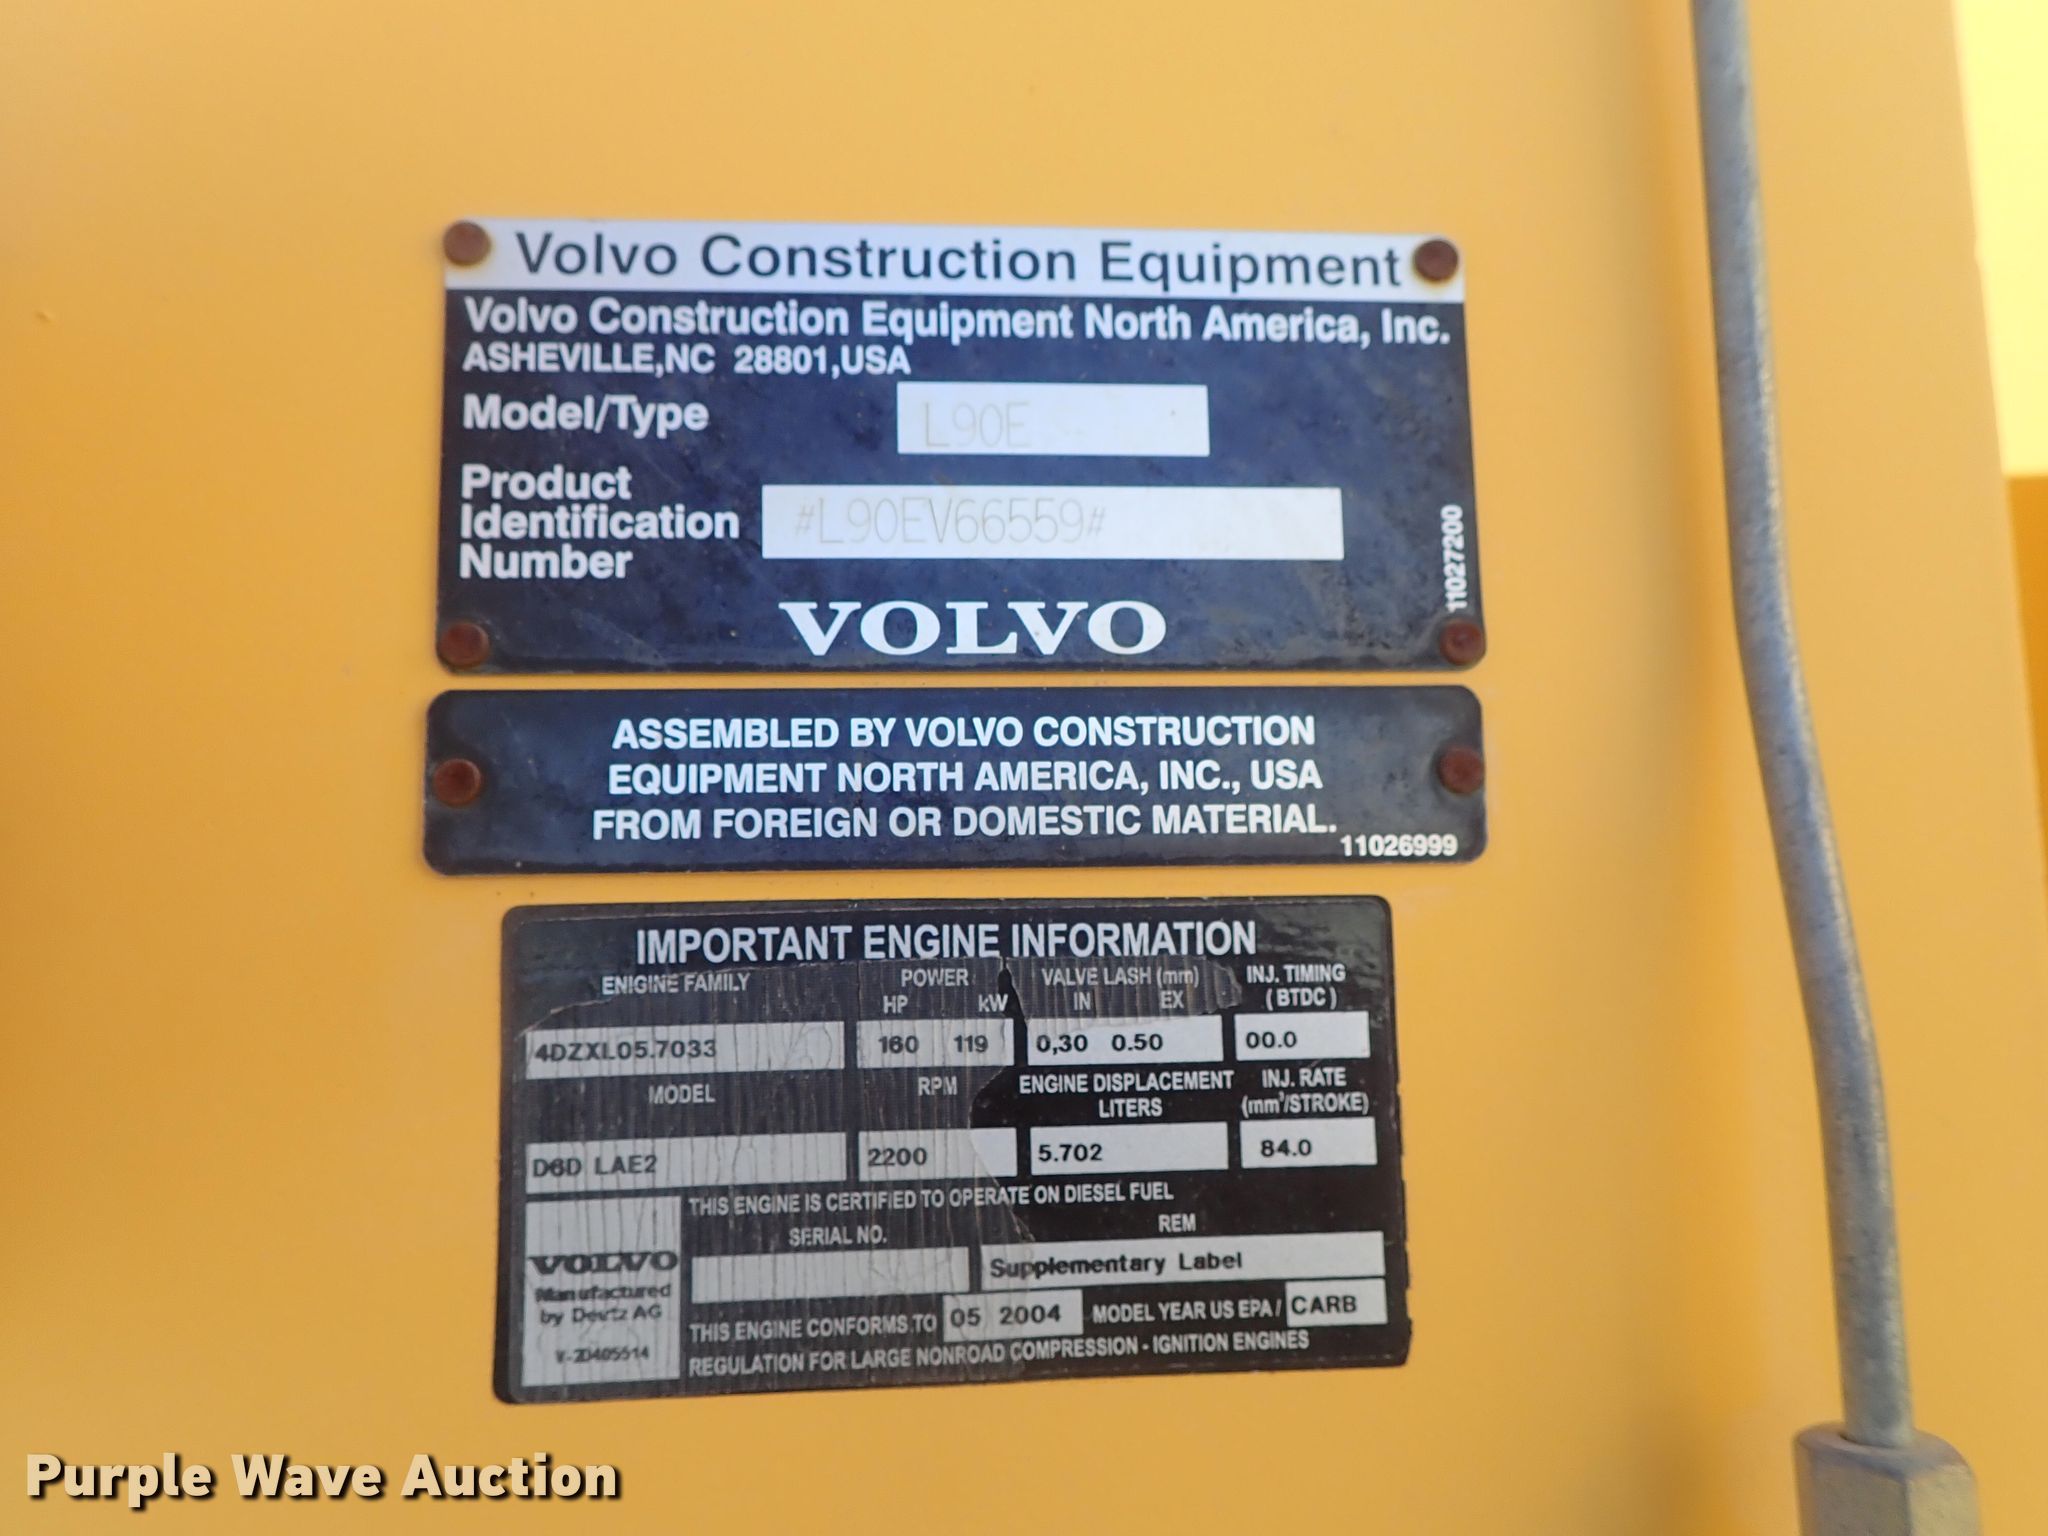 Volvo Construction Equipment
Volvo Construction Equipment North America, Inc.
ASHEVILLE,NC 28801,USA
Model/Type L90E
Product
Identification
Number #L90EV66559#
11027200
VOLVO
ASSEMBLED BY VOLVO CONSTRUCTION
EQUIPMENT NORTH AMERICA, INC., USA
FROM FOREIGN OR DOMESTIC MATERIAL.
11026999
IMPORTANT ENGINE INFORMATION
ENIGINE FAMILY POWER VALVE LASH (mm) INJ. TIMING
HP kW IN EX (BTDC)
4DZXL05.7033 160 119 0,30 0.50 00.0
MODEL RPM ENGINE DISPLACEMENT INJ. RATE
LITERS (mm³/STROKE)
D6D LAE2 2200 5.702 84.0
THIS ENGINE IS CERTIFIED TO OPERATE ON DIESEL FUEL
SERIAL NO. REM
Supplementary Label
VOLVO
Manufactured
by Deutz AG
V-20405514
THIS ENGINE CONFORMS TO 05 2004 MODEL YEAR US EPA / CARB
REGULATION FOR LARGE NONROAD COMPRESSION - IGNITION ENGINES
Purple Wave Auction